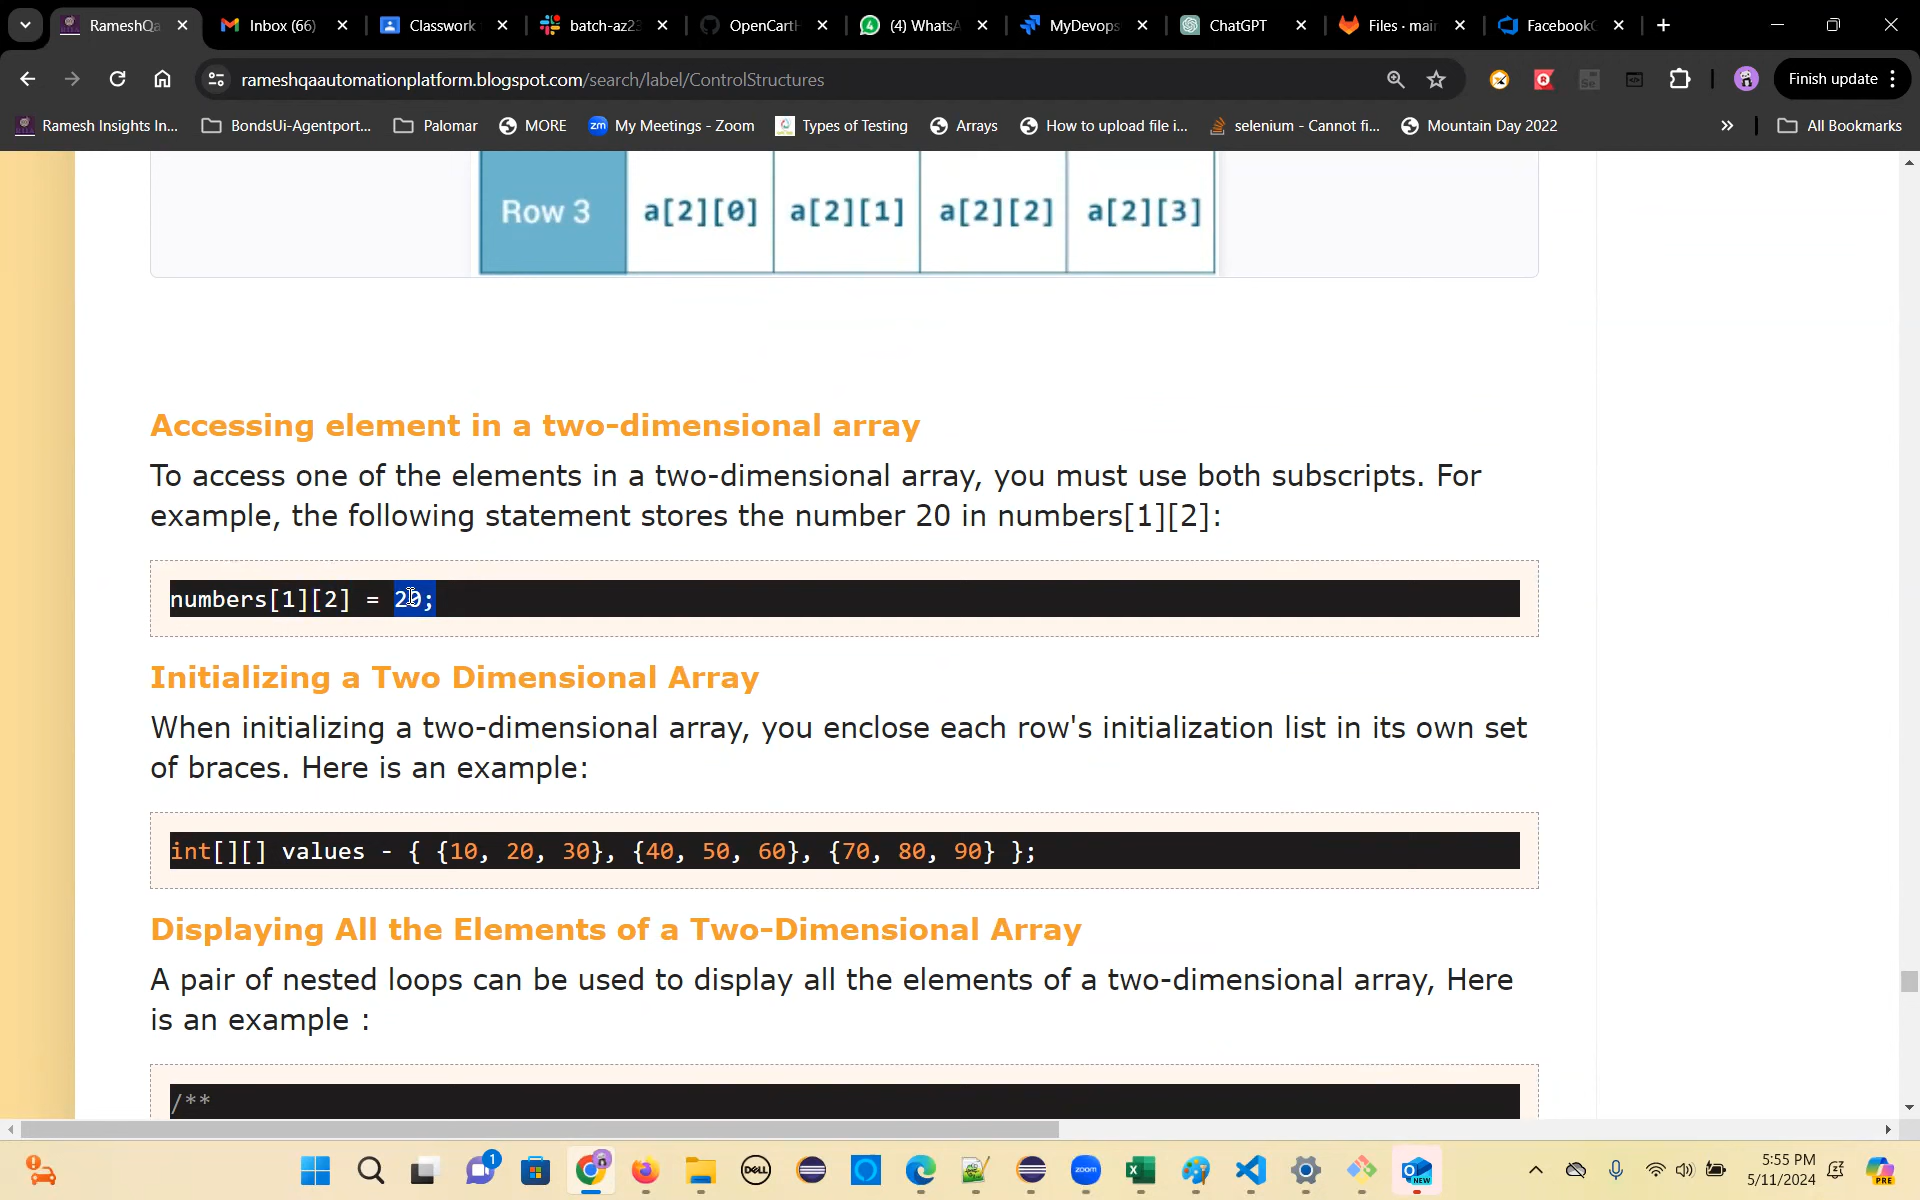 RameshQa
Inbox (66)
Classwork
batch-az23
OpenCart
(4) WhatsA
MyDevops
ChatGPT
Files · mair
Facebook
rameshqaautomationplatform.blogspot.com/search/label/ControlStructures
Finish update
Ramesh Insights In...
BondsUi-Agentport...
Palomar
MORE
zm
My Meetings - Zoom
Types of Testing
Arrays
How to upload file i...
selenium - Cannot fi...
Mountain Day 2022
All Bookmarks
Row 3 a[2][0] a[2][1] a[2][2] a[2][3]
Accessing element in a two-dimensional array
To access one of the elements in a two-dimensional array, you must use both subscripts. For
example, the following statement stores the number 20 in numbers[1][2]:
numbers[1][2] = 20;
Initializing a Two Dimensional Array
When initializing a two-dimensional array, you enclose each row's initialization list in its own set
of braces. Here is an example:
int[][] values - { {10, 20, 30}, {40, 50, 60}, {70, 80, 90} };
Displaying All the Elements of a Two-Dimensional Array
A pair of nested loops can be used to display all the elements of a two-dimensional array, Here
is an example :
/**
1
DELL
zoom
NEW
5:55 PM
5/11/2024
PRE